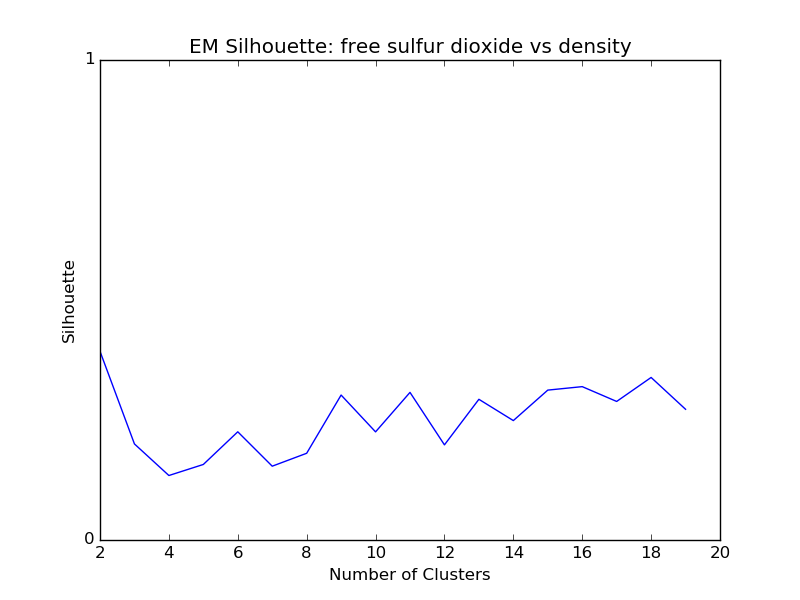 EM Silhouette: free sulfur dioxide vs density
1
Silhouette
0
2 4 6 8 10 12 14 16 18 20
Number of Clusters